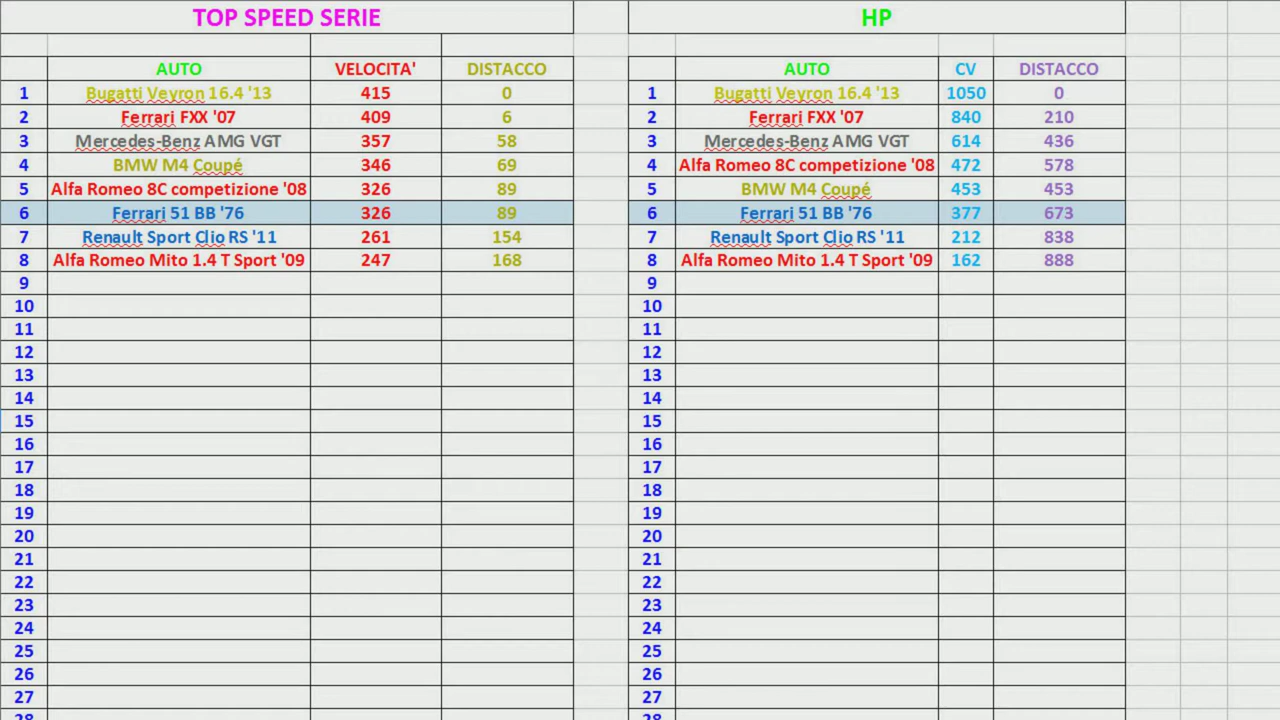 TOP SPEED SERIE HP
AUTO VELOCITA' DISTACCO AUTO CV DISTACCO
1 Bugatti Veyron 16.4 '13 415 0 1 Bugatti Veyron 16.4 '13 1050 0
2 Ferrari FXX '07 409 6 2 Ferrari FXX '07 840 210
3 Mercedes-Benz AMG VGT 357 58 3 Mercedes-Benz AMG VGT 614 436
4 BMW M4 Coupé 346 69 4 Alfa Romeo 8C competizione '08 472 578
5 Alfa Romeo 8C competizione '08 326 89 5 BMW M4 Coupé 453 453
6 Ferrari 51 BB '76 326 89 6 Ferrari 51 BB '76 377 673
7 Renault Sport Clio RS '11 261 154 7 Renault Sport Clio RS '11 212 838
8 Alfa Romeo Mito 1.4 T Sport '09 247 168 8 Alfa Romeo Mito 1.4 T Sport '09 162 888
9 9
10 10
11 11
12 12
13 13
14 14
15 15
16 16
17 17
18 18
19 19
20 20
21 21
22 22
23 23
24 24
25 25
26 26
27 27
28 28